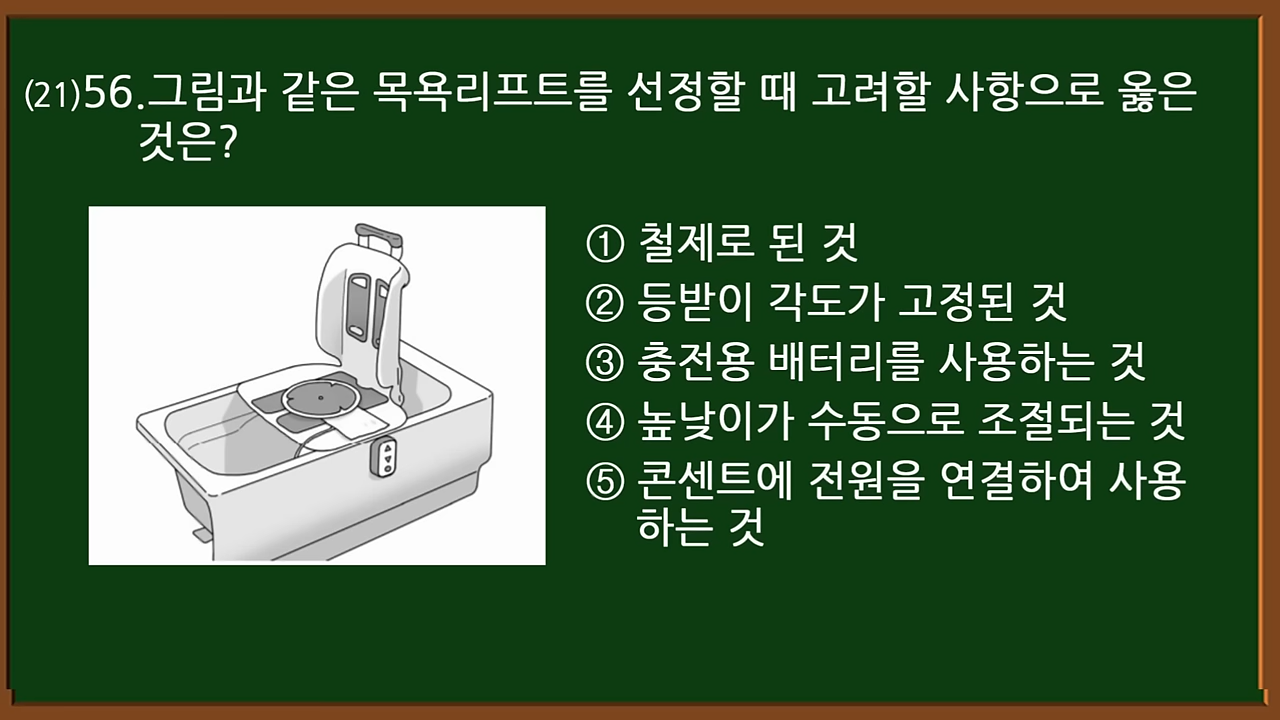 (21)56.그림과 같은 목욕리프트를 선정할 때 고려할 사항으로 옳은
것은?
① 철제로 된 것
② 등받이 각도가 고정된 것
③ 충전용 배터리를 사용하는 것
④ 높낮이가 수동으로 조절되는 것
⑤ 콘센트에 전원을 연결하여 사용
하는 것